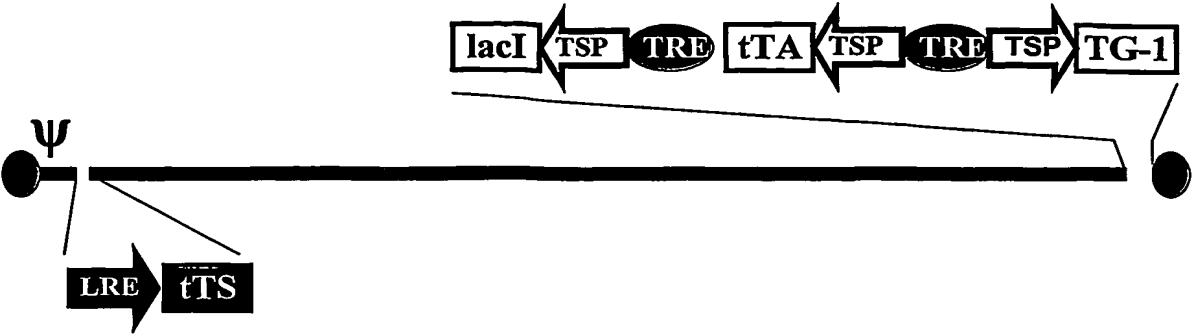 lacI TSP TRE tTA TSP TRE TSP TG-1
Ψ
LRE tTS